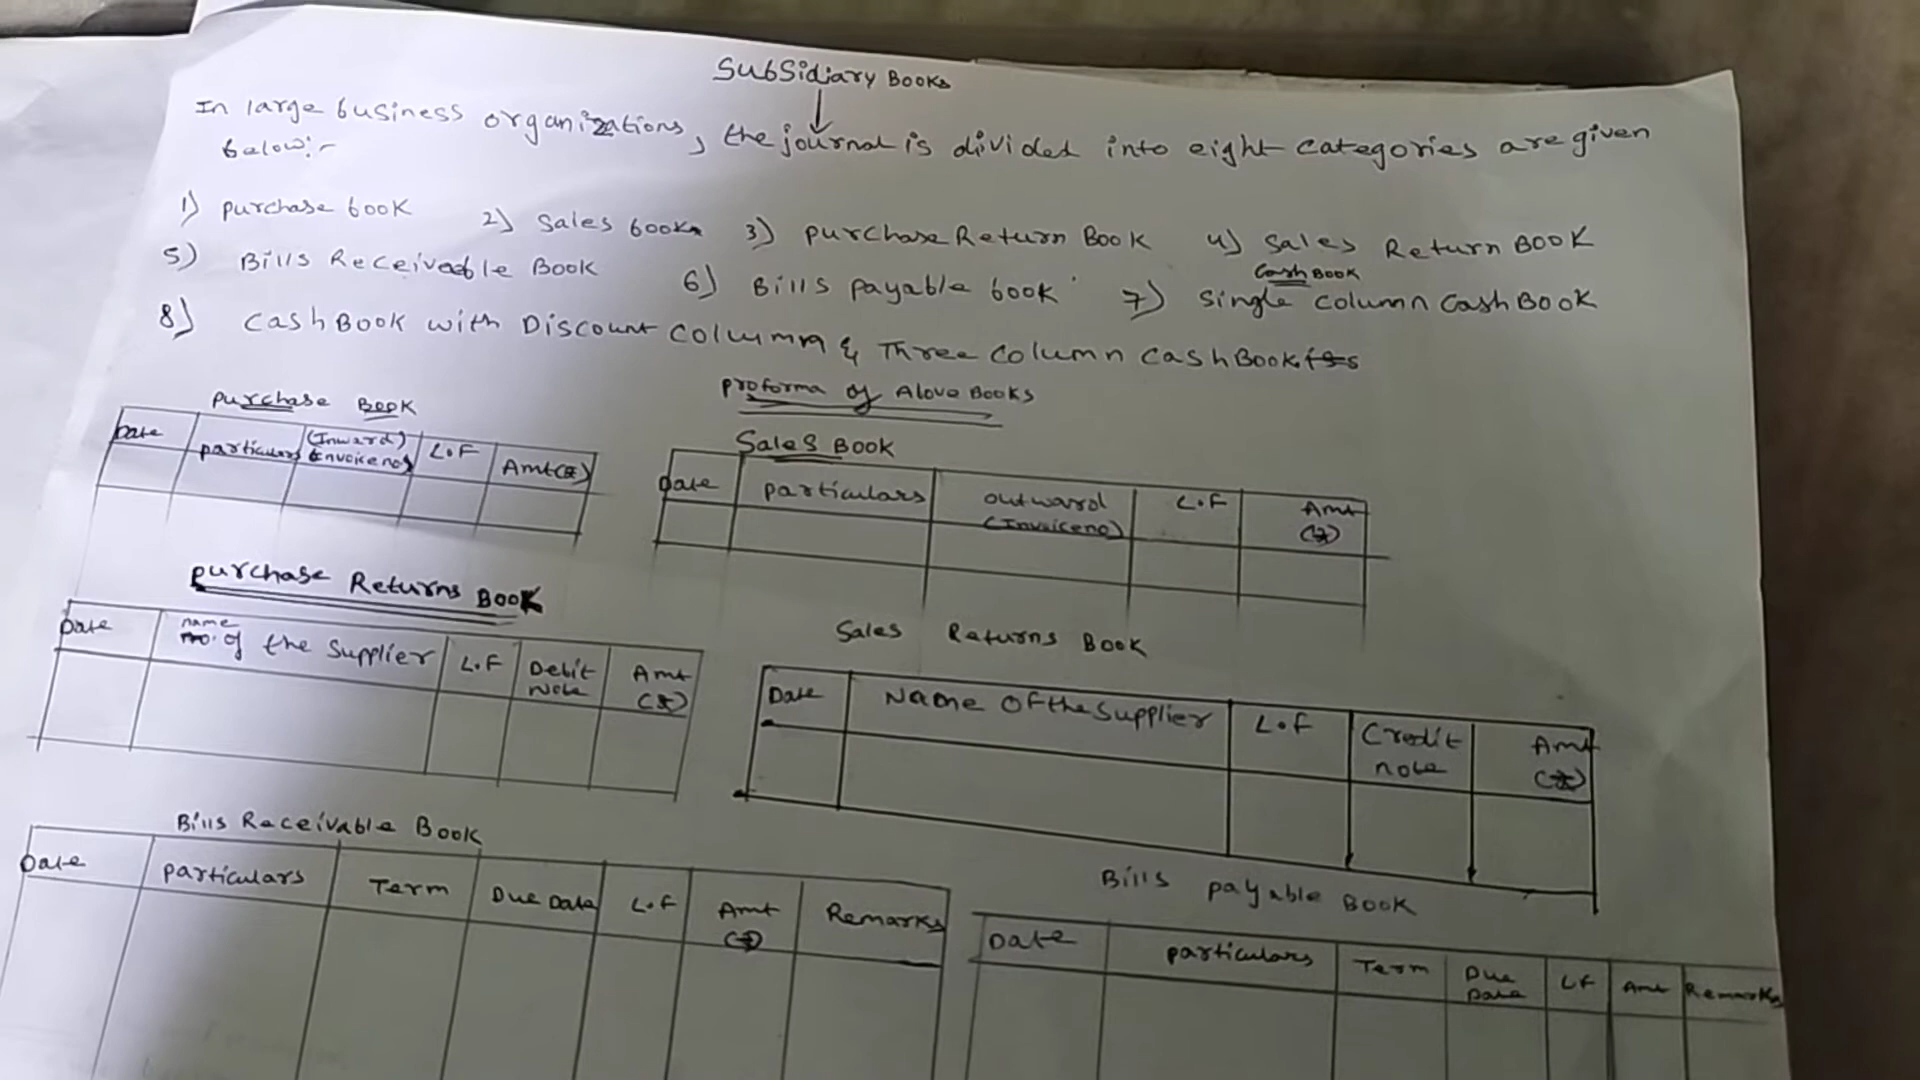 SubSidiary Books
In large business organizations, the journal is divided into eight categories are given
below:-
1) purchase book 2) Sales book 3) purchase Return Book 4) Sales Return Book
5) Bills Receiveable Book 6) Bills payable book 7) Single column Cash Book
Cash Book
8) Cash Book with Discount Column & Three Column Cash Book
proforma of Above Books
purchase Book
Date particulars (Inward) Invoice no L.F Amt(₹)
Sales Book
Date particulars outward (Invoice no) L.F Amt (₹)
purchase Returns Book
Date name of the Supplier L.F Debit Note Amt (₹)
Sales Returns Book
Date Name Of the Supplier L.F Credit note Amt (₹)
Bills Receivable Book
Date particulars Term Due Date L.F Amt (₹) Remarks
Bills payable Book
Date particulars Term Due Date LF Amt Remarks